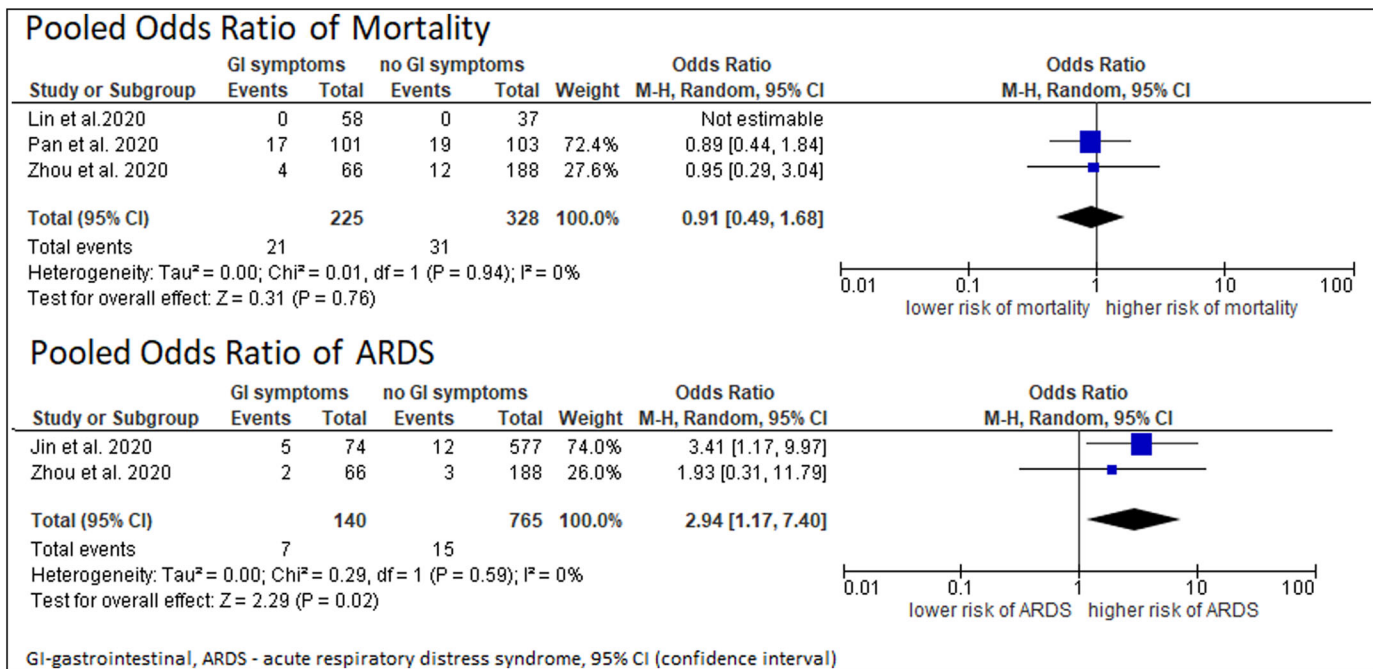 Pooled Odds Ratio of Mortality
GI symptoms no GI symptoms Odds Ratio Odds Ratio
Study or Subgroup Events Total Events Total Weight M-H, Random, 95% CI M-H, Random, 95% CI
Lin et al.2020 0 58 0 37 Not estimable
Pan et al. 2020 17 101 19 103 72.4% 0.89 [0.44, 1.84]
Zhou et al. 2020 4 66 12 188 27.6% 0.95 [0.29, 3.04]
Total (95% CI) 225 328 100.0% 0.91 [0.49, 1.68]
Total events 21 31
Heterogeneity: Tau² = 0.00; Chi² = 0.01, df = 1 (P = 0.94); I² = 0%
Test for overall effect: Z = 0.31 (P = 0.76)
0.01 0.1 1 10 100
lower risk of mortality higher risk of mortality
Pooled Odds Ratio of ARDS
GI symptoms no GI symptoms Odds Ratio Odds Ratio
Study or Subgroup Events Total Events Total Weight M-H, Random, 95% CI M-H, Random, 95% CI
Jin et al. 2020 5 74 12 577 74.0% 3.41 [1.17, 9.97]
Zhou et al. 2020 2 66 3 188 26.0% 1.93 [0.31, 11.79]
Total (95% CI) 140 765 100.0% 2.94 [1.17, 7.40]
Total events 7 15
Heterogeneity: Tau² = 0.00; Chi² = 0.29, df = 1 (P = 0.59); I² = 0%
Test for overall effect: Z = 2.29 (P = 0.02)
0.01 0.1 1 10 100
lower risk of ARDS higher risk of ARDS
GI-gastrointestinal, ARDS - acute respiratory distress syndrome, 95% CI (confidence interval)